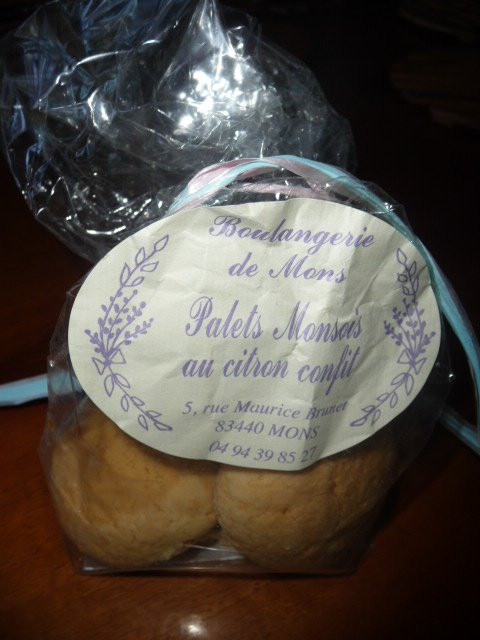 Boulangerie
de Mons
Palets Monsois
au citron confit
5, rue Maurice Brunet
83440 MONS
04 94 39 85 27